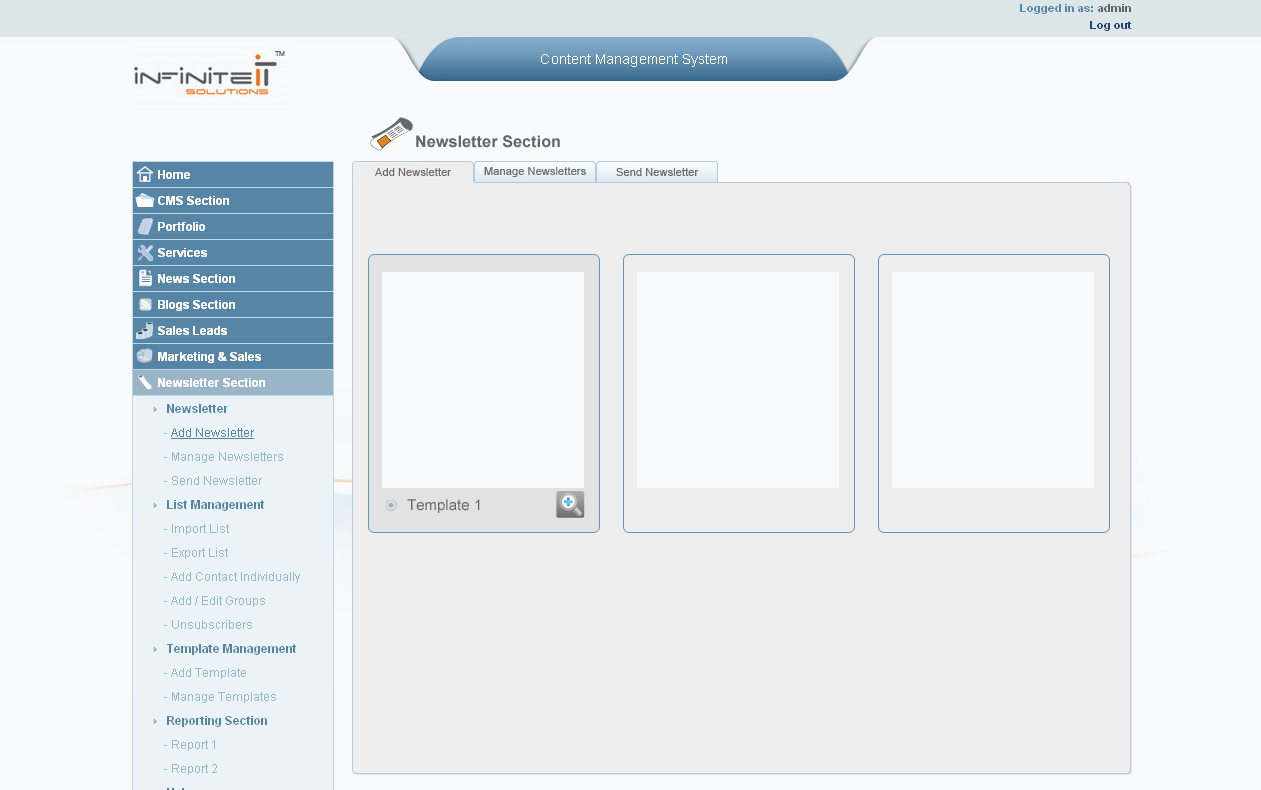 Logged in as: admin
Log out
Content Management System
INFINITE iT ™
SOLUTIONS
Newsletter Section
Add Newsletter
Manage Newsletters
Send Newsletter
Home
CMS Section
Portfolio
Services
News Section
Blogs Section
Sales Leads
Marketing & Sales
Newsletter Section
Newsletter
- Add Newsletter
- Manage Newsletters
- Send Newsletter
List Management
- Import List
- Export List
- Add Contact Individually
- Add / Edit Groups
- Unsubscribers
Template Management
- Add Template
- Manage Templates
Reporting Section
- Report 1
- Report 2
Template 1